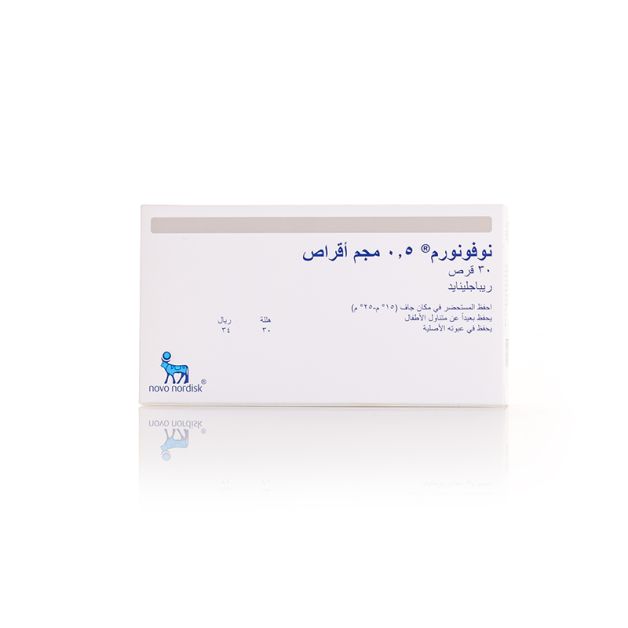 نوفونورم® ٠,٥ مجم أقراص
٣٠ قرص
ريباجلينايد
احفظ المستحضر في مكان جاف (١٥° م-٢٥° م)
يحفظ بعيداً عن متناول الأطفال
يحفظ في عبوته الأصلية
هللة ريال
٣٠ ٣٤
novo nordisk®